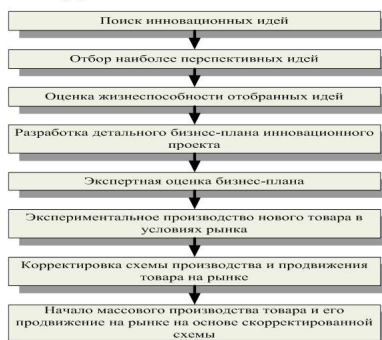 Поиск инновационных идей
Отбор наиболее перспективных идей
Оценка жизнеспособности отобранных идей
Разработка детального бизнес-плана инновационного
проекта
Экспертная оценка бизнес-плана
Экспериментальное производство нового товара в
условиях рынка
Корректировка схемы производства и продвижения
товара на рынке
Начало массового производства товара и его
продвижение на рынке на основе скорректированной
схемы